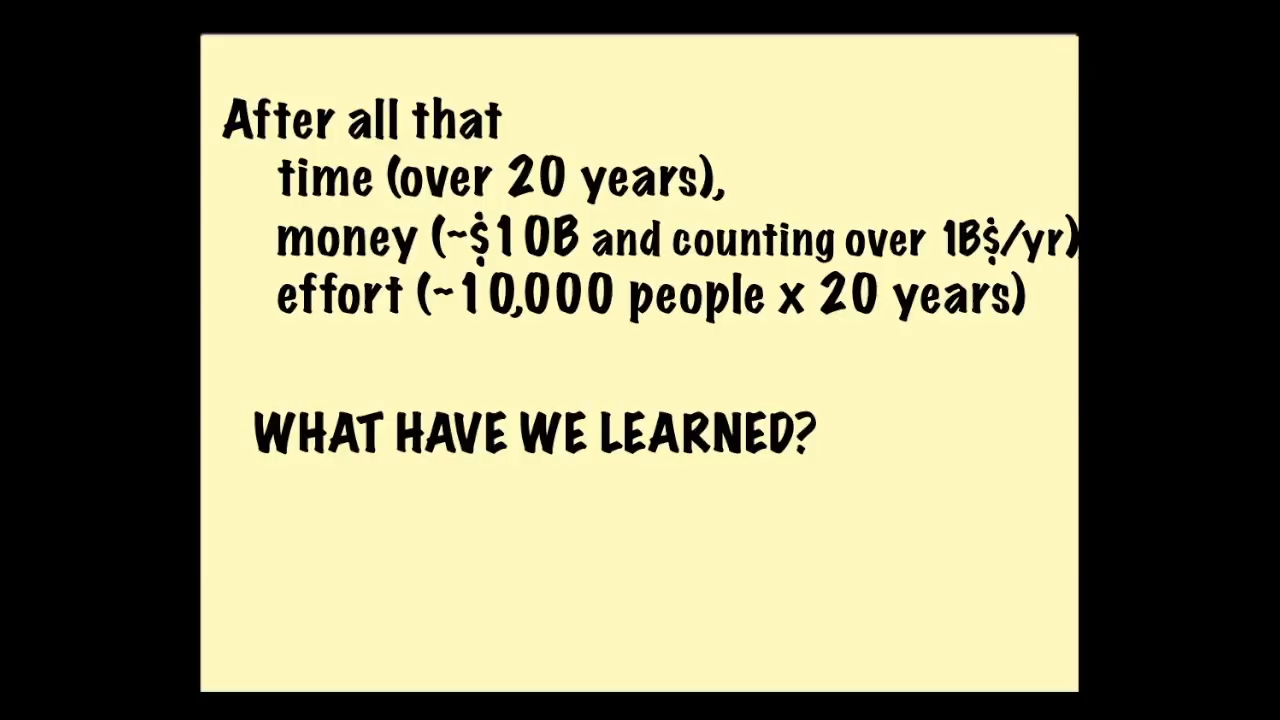 After all that
time (over 20 years),
money (~$10B and counting over 1B$/yr)
effort (~10,000 people x 20 years)
WHAT HAVE WE LEARNED?